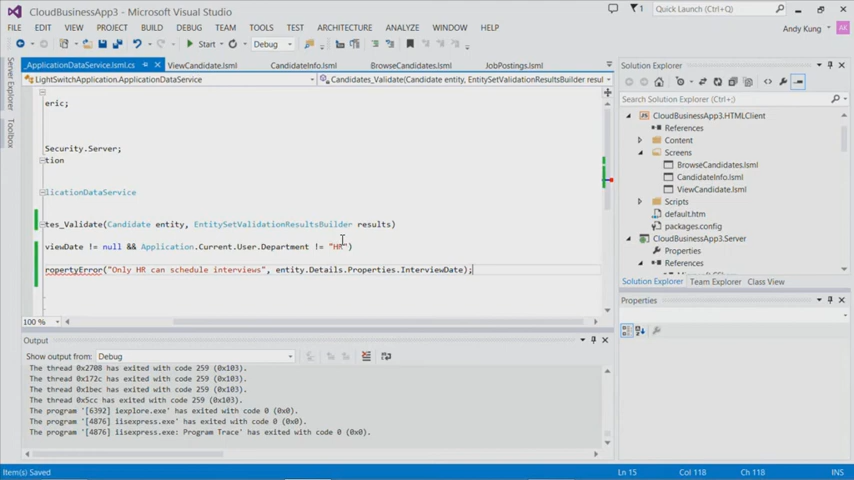 CloudBusinessApp3 - Microsoft Visual Studio
1
Quick Launch (Ctrl+Q)
FILE EDIT VIEW PROJECT BUILD DEBUG TEAM TOOLS TEST ARCHITECTURE ANALYZE WINDOW HELP
Andy Kung
AK
Start
Debug
_ApplicationDataService.lsml.cs
ViewCandidate.lsml
CandidateInfo.lsml
BrowseCandidates.lsml
JobPostings.lsml
LightSwitchApplication.ApplicationDataService
Candidates_Validate(Candidate entity, EntitySetValidationResultsBuilder resul
eric;
Security.Server;
tion
licationDataService
tes_Validate(Candidate entity, EntitySetValidationResultsBuilder results)
viewDate != null && Application.Current.User.Department != "HR")
ropertyError("Only HR can schedule interviews", entity.Details.Properties.InterviewDate);
100 %
Server Explorer
Toolbox
Output
Show output from: Debug
The thread 0x2708 has exited with code 259 (0x103).
The thread 0x172c has exited with code 259 (0x103).
The thread 0x1bec has exited with code 259 (0x103).
The thread 0x5cc has exited with code 259 (0x103).
The program '[6392] iexplore.exe' has exited with code 0 (0x0).
The program '[4876] iisexpress.exe' has exited with code 0 (0x0).
The program '[4876] iisexpress.exe: Program Trace' has exited with code 0 (0x0).
Solution Explorer
Search Solution Explorer (Ctrl+;)
CloudBusinessApp3.HTMLClient
References
Content
Screens
BrowseCandidates.lsml
CandidateInfo.lsml
ViewCandidate.lsml
Scripts
default.htm
packages.config
CloudBusinessApp3.Server
Properties
References
Properties
Item(s) Saved
Ln 15
Col 118
Ch 118
INS